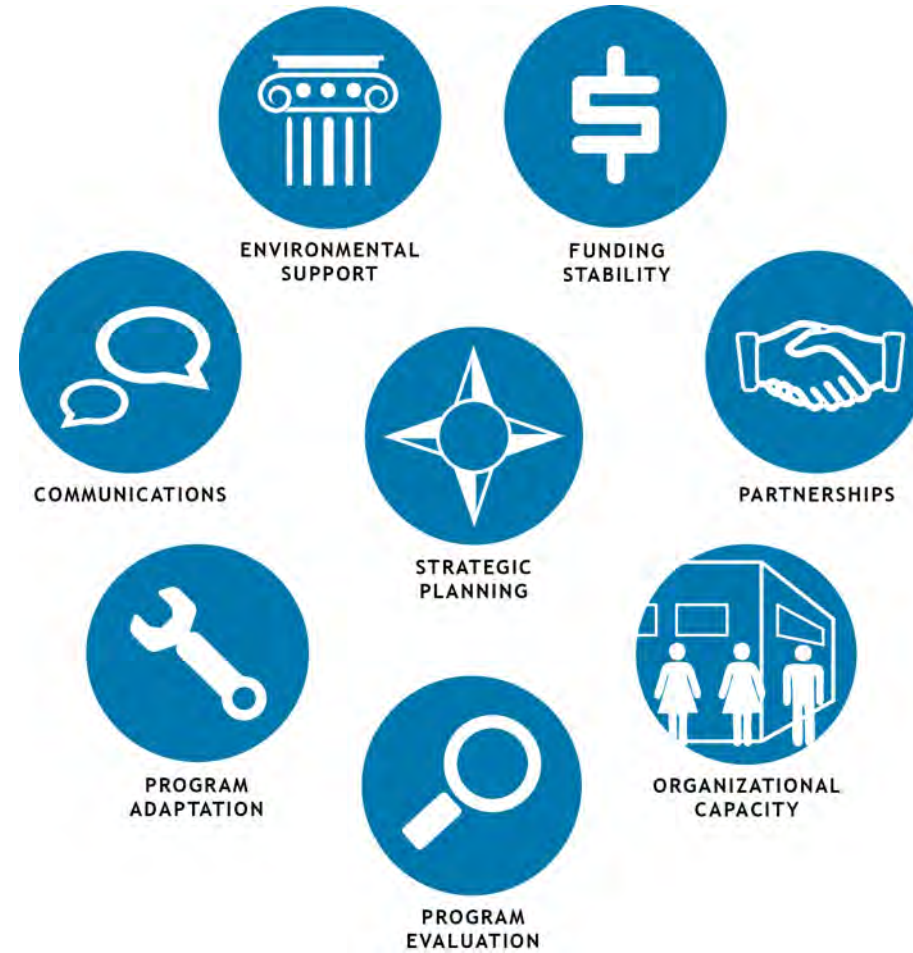 ENVIRONMENTAL
SUPPORT
FUNDING
STABILITY
COMMUNICATIONS
PARTNERSHIPS
STRATEGIC
PLANNING
PROGRAM
ADAPTATION
ORGANIZATIONAL
CAPACITY
PROGRAM
EVALUATION